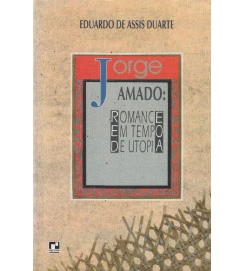 EDUARDO DE ASSIS DUARTE
Jorge
AMADO:
ROMANCE
EM TEMPO
DE UTOPIA